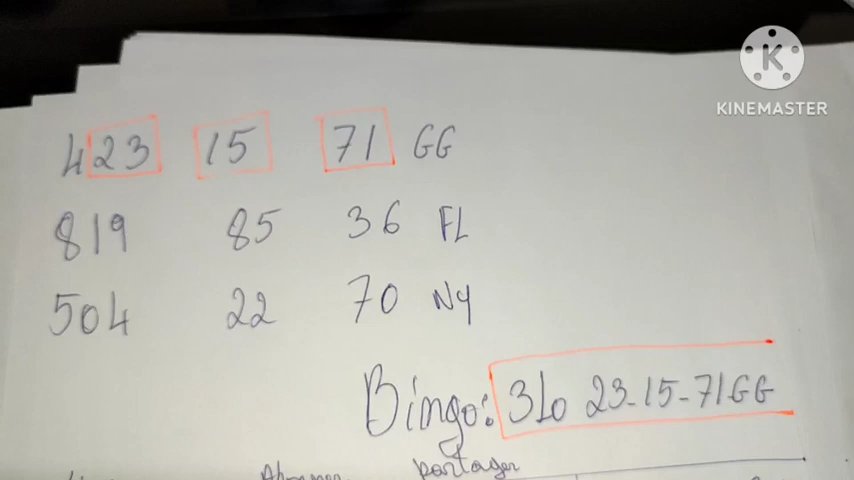 KINEMASTER
423 15 71 GG
819 85 36 FL
504 22 70 NY
Bingo: 3Lo 23-15-71GG
partager